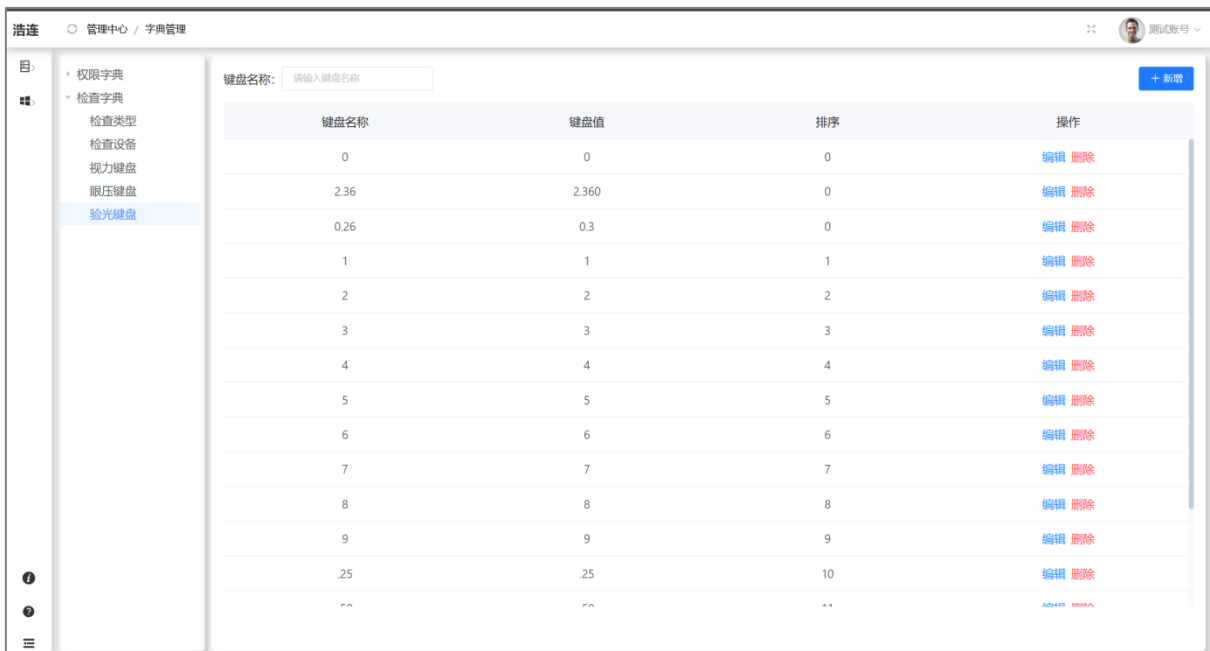 浩连 管理中心 / 字典管理 测试账号
权限字典
检查字典
检查类型
检查设备
视力键盘
眼压键盘
验光键盘
键盘名称: 请输入键盘名称 + 新增
键盘名称 键盘值 排序 操作
0 0 0 编辑 删除
2.36 2.360 0 编辑 删除
0.26 0.3 0 编辑 删除
1 1 1 编辑 删除
2 2 2 编辑 删除
3 3 3 编辑 删除
4 4 4 编辑 删除
5 5 5 编辑 删除
6 6 6 编辑 删除
7 7 7 编辑 删除
8 8 8 编辑 删除
9 9 9 编辑 删除
.25 .25 10 编辑 删除